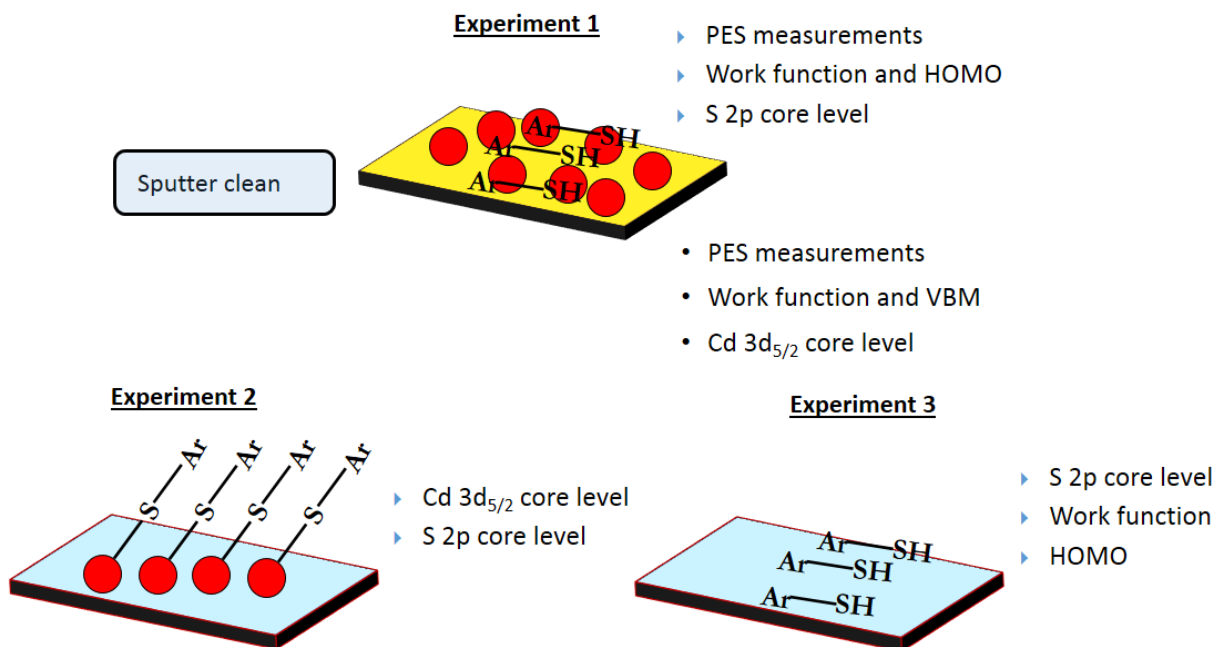 Experiment 1
PES measurements
Work function and HOMO
S 2p core level
Sputter clean
Ar SH
Ar SH
Ar SH
• PES measurements
• Work function and VBM
• Cd 3d5/2 core level
Experiment 2
S Ar
S Ar
S Ar
S Ar
Cd 3d5/2 core level
S 2p core level
Experiment 3
Ar SH
Ar SH
Ar SH
S 2p core level
Work function
HOMO